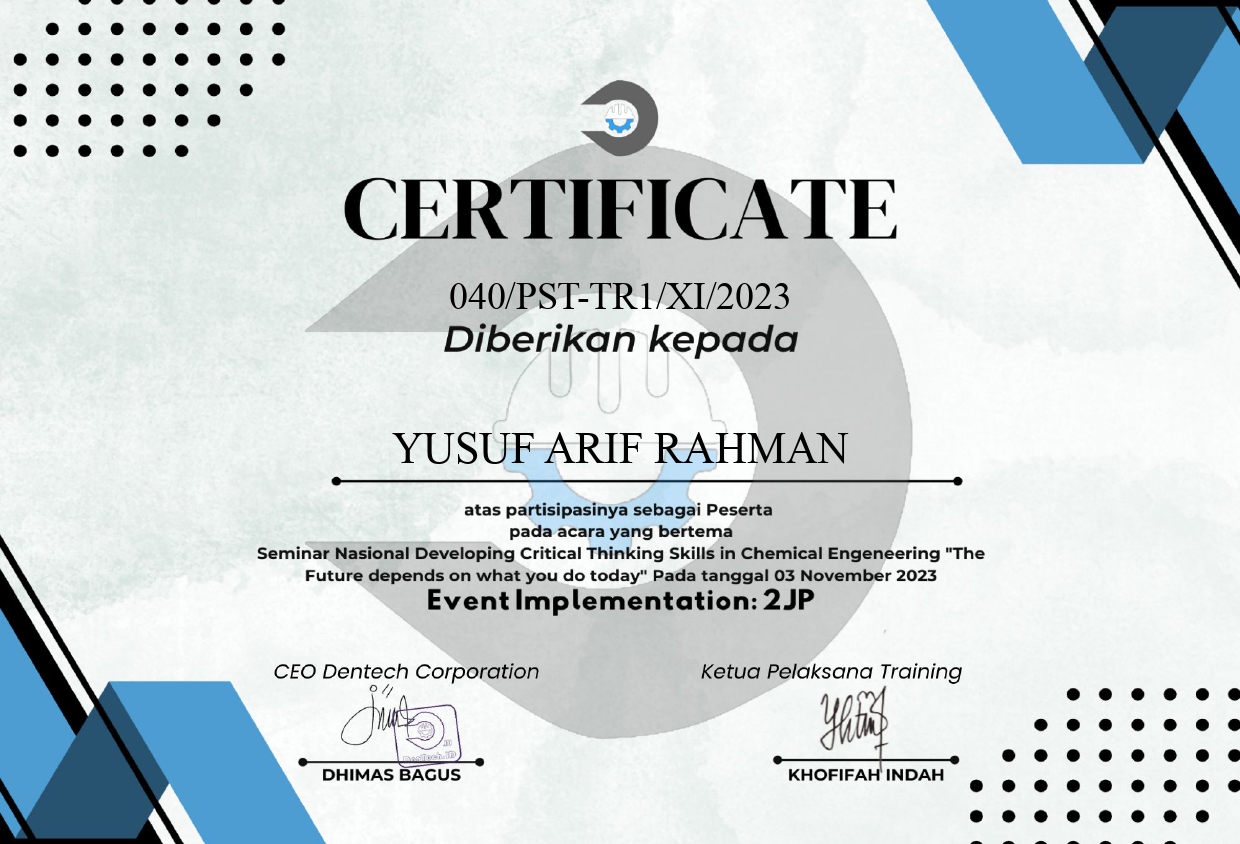 CERTIFICATE
040/PST-TR1/XI/2023
Diberikan kepada
YUSUF ARIF RAHMAN
atas partisipasinya sebagai Peserta
pada acara yang bertema
Seminar Nasional Developing Critical Thinking Skills in Chemical Engeneering "The
Future depends on what you do today" Pada tanggal 03 November 2023
Event Implementation: 2JP
CEO Dentech Corporation
Ketua Pelaksana Training
DHIMAS BAGUS
KHOFIFAH INDAH